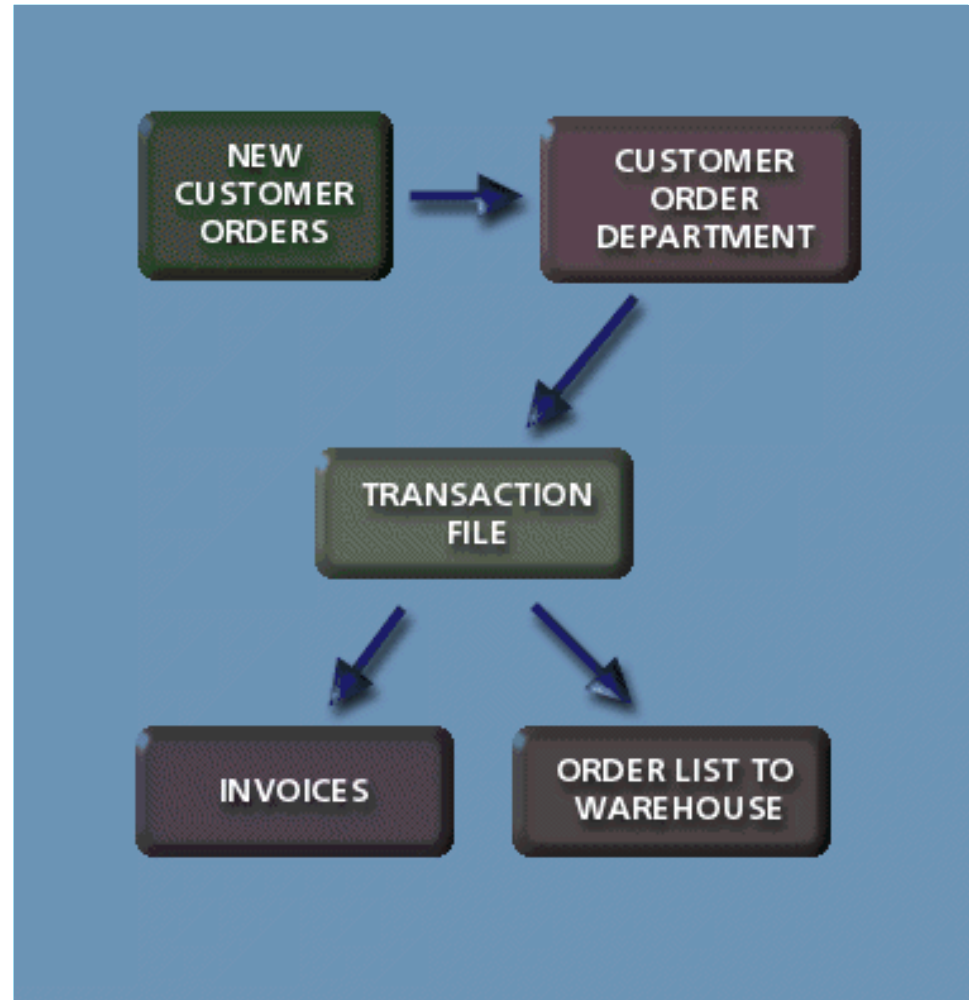 NEW
CUSTOMER
ORDERS
CUSTOMER
ORDER
DEPARTMENT
TRANSACTION
FILE
INVOICES
ORDER LIST TO
WAREHOUSE